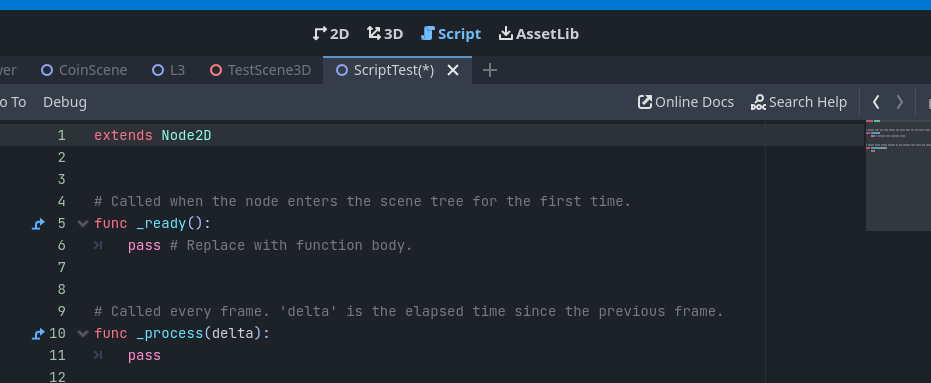 2D 3D Script AssetLib
ver CoinScene L3 TestScene3D ScriptTest(*)
o To Debug Online Docs Search Help
1 extends Node2D
2
3
4 # Called when the node enters the scene tree for the first time.
5 func _ready():
6 pass # Replace with function body.
7
8
9 # Called every frame. 'delta' is the elapsed time since the previous frame.
10 func _process(delta):
11 pass
12